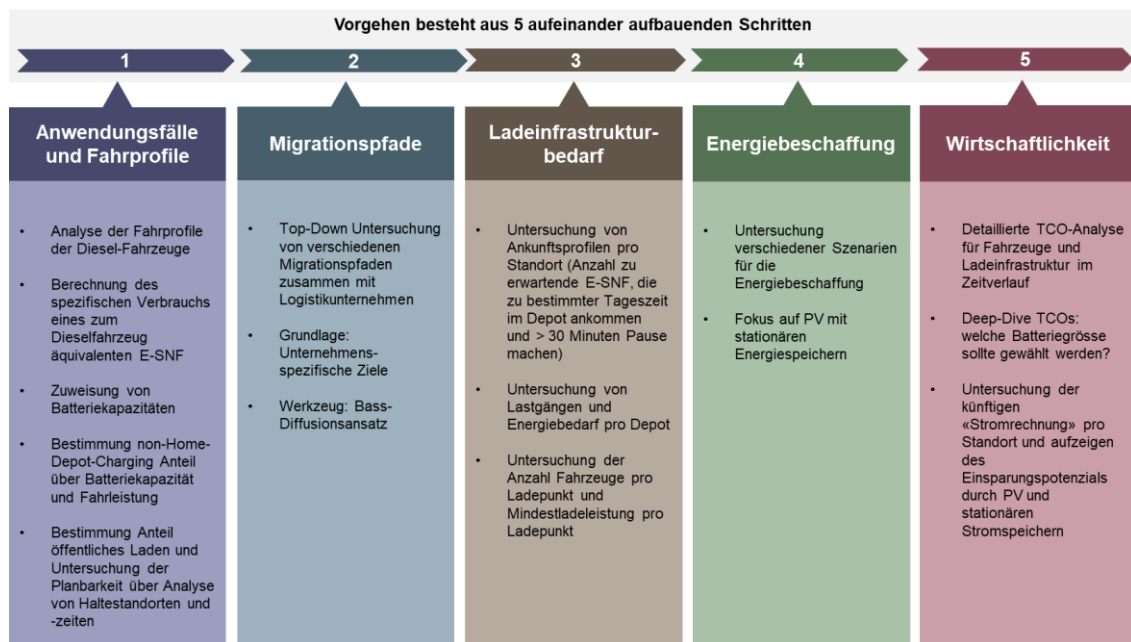 Vorgehen besteht aus 5 aufeinander aufbauenden Schritten
1
2
3
4
5
Anwendungsfälle
und Fahrprofile
• Analyse der Fahrprofile
der Diesel-Fahrzeuge
• Berechnung des
spezifischen Verbrauchs
eines zum
Dieselfahrzeug
äquivalenten E-SNF
• Zuweisung von
Batteriekapazitäten
• Bestimmung non-Home-
Depot-Charging Anteil
über Batteriekapazität
und Fahrleistung
• Bestimmung Anteil
öffentliches Laden und
Untersuchung der
Planbarkeit über Analyse
von Haltestandorten und
-zeiten
Migrationspfade
• Top-Down Untersuchung
von verschiedenen
Migrationspfaden
zusammen mit
Logistikunternehmen
• Grundlage:
Unternehmens-
spezifische Ziele
• Werkzeug: Bass-
Diffusionsansatz
Ladeinfrastruktur-
bedarf
• Untersuchung von
Ankunftsprofilen pro
Standort (Anzahl zu
erwartende E-SNF, die
zu bestimmter Tageszeit
im Depot ankommen
und > 30 Minuten Pause
machen)
• Untersuchung von
Lastgängen und
Energiebedarf pro Depot
• Untersuchung der
Anzahl Fahrzeuge pro
Ladepunkt und
Mindestladeleistung pro
Ladepunkt
Energiebeschaffung
• Untersuchung
verschiedener Szenarien
für die
Energiebeschaffung
• Fokus auf PV mit
stationären
Energiespeichern
Wirtschaftlichkeit
• Detaillierte TCO-Analyse
für Fahrzeuge und
Ladeinfrastruktur im
Zeitverlauf
• Deep-Dive TCOs:
welche Batteriegrösse
sollte gewählt werden?
• Untersuchung der
künftigen
«Stromrechnung» pro
Standort und aufzeigen
des
Einsparungspotenzials
durch PV und
stationären
Stromspeichern